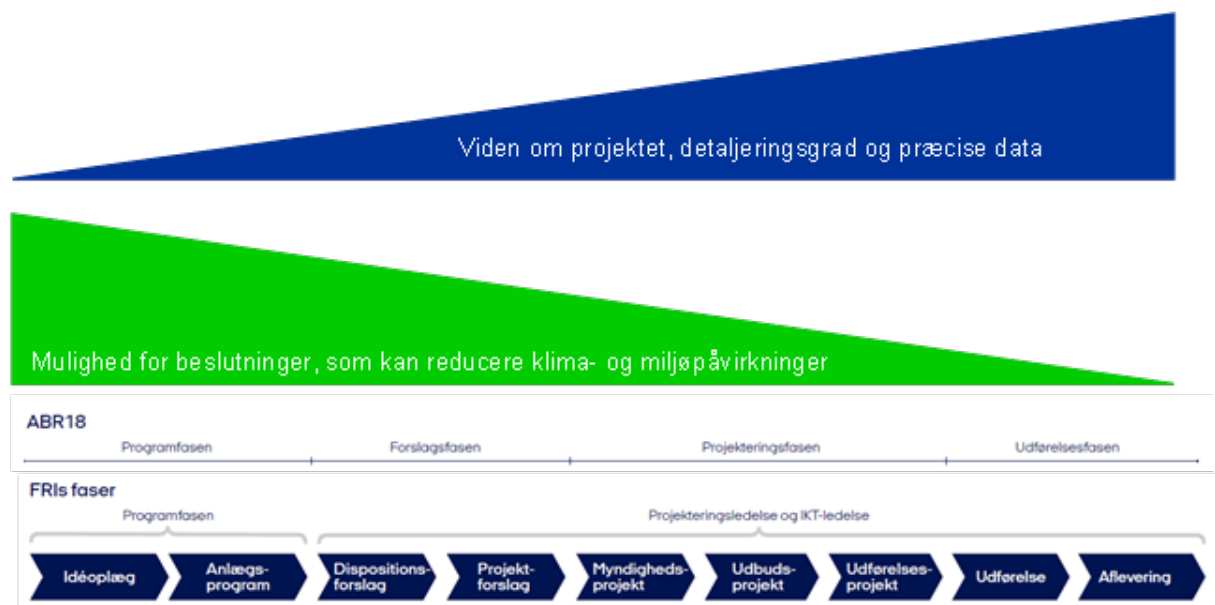 Viden om projektet, detaljeringsgrad og præcise data
Mulighed for beslutninger, som kan reducere klima- og miljøpåvirkninger
ABR18
Programfasen
Forslagsfasen
Projekteringsfasen
Udførelsesfasen
FRIs faser
Programfasen
Projekteringsledelse og IKT-ledelse
Idéoplæg
Anlægs-
program
Dispositions-
forslag
Projekt-
forslag
Myndigheds-
projekt
Udbuds-
projekt
Udførelses-
projekt
Udførelse
Aflevering